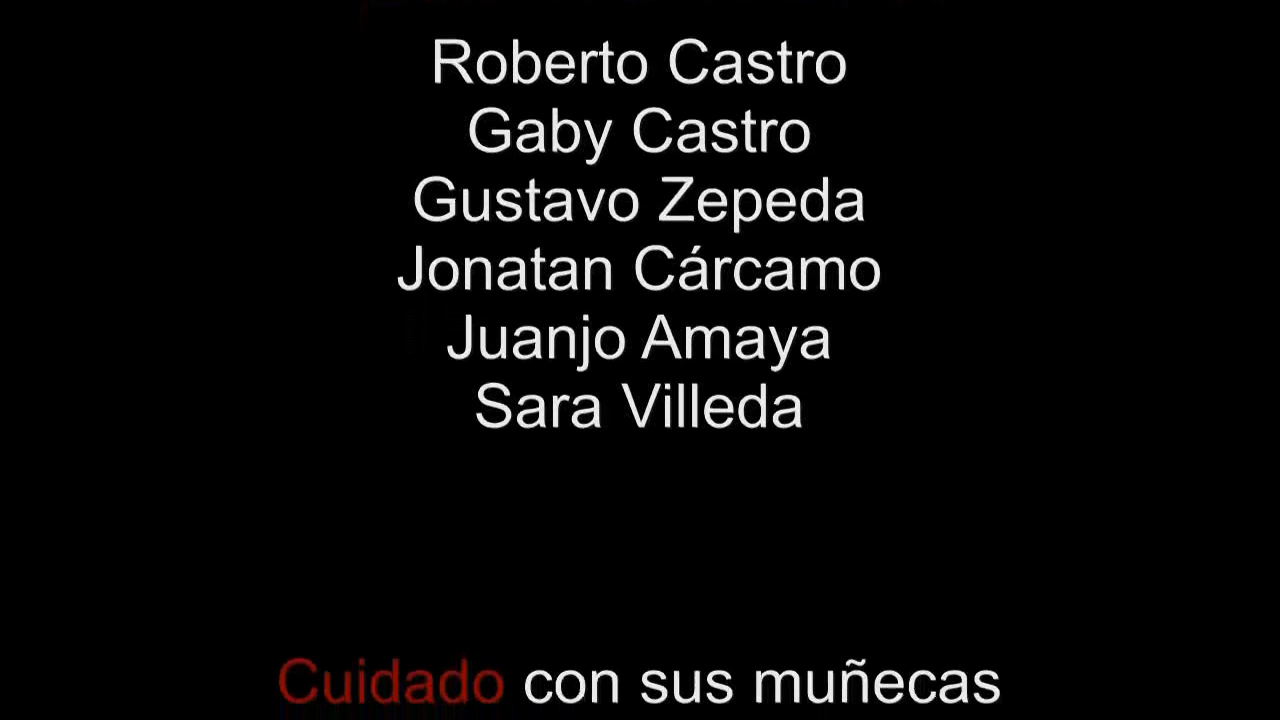 Roberto Castro
Gaby Castro
Gustavo Zepeda
Jonatan Cárcamo
Juanjo Amaya
Sara Villeda
Cuidado con sus muñecas